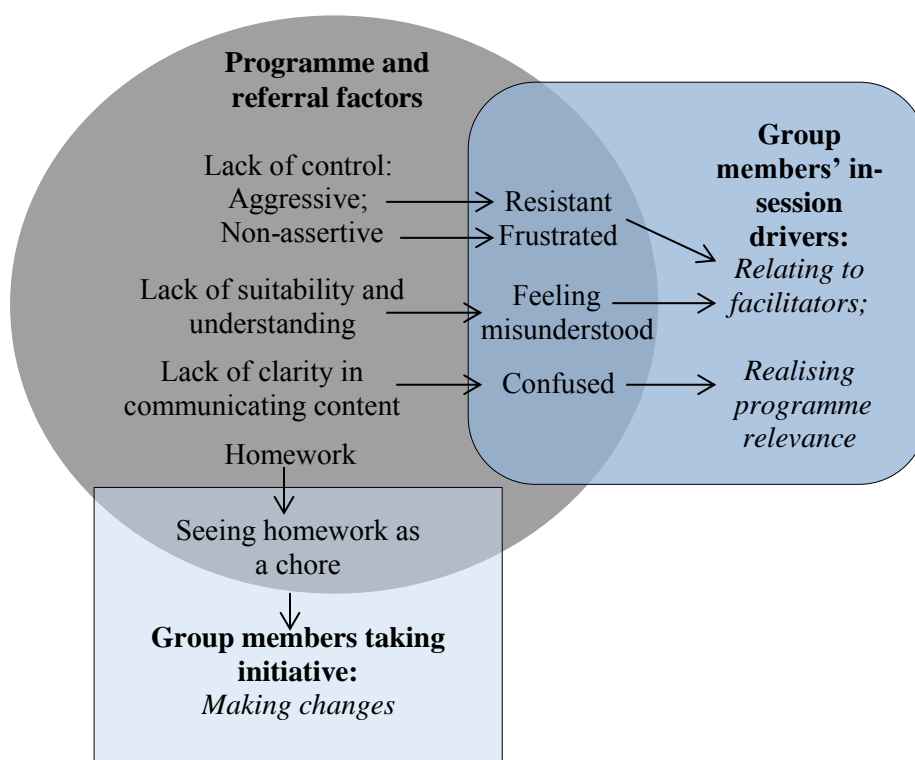 Programme and
referral factors
Lack of control:
Aggressive;
Non-assertive
Lack of suitability and
understanding
Lack of clarity in
communicating content
Homework
Resistant
Frustrated
Feeling
misunderstood
Confused
Group
members’ in-
session
drivers:
Relating to
facilitators;
Realising
programme
relevance
Seeing homework as
a chore
Group members taking
initiative:
Making changes